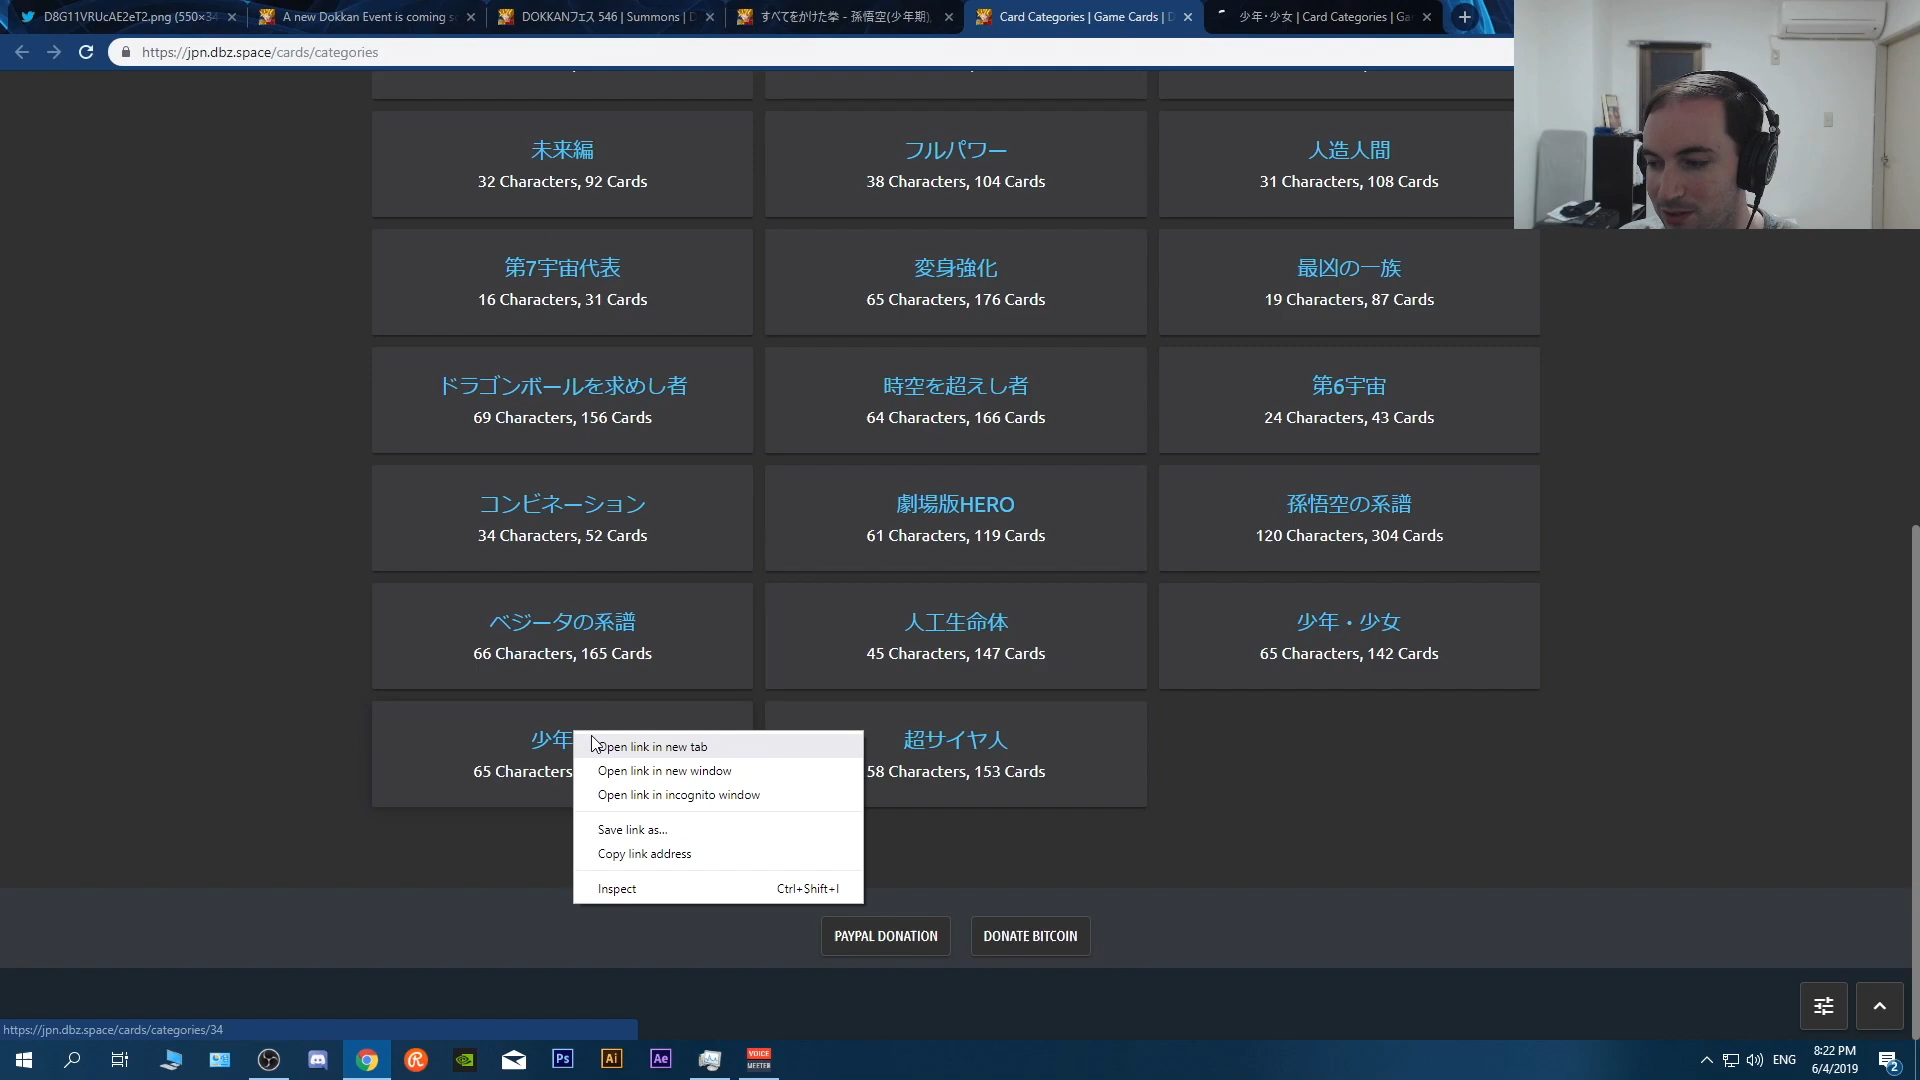 D8G11VRUcAE2eT2.png (550×34
A new Dokkan Event is coming s
DOKKANフェス 546 | Summons | D
すべてをかけた拳 - 孫悟空(少年期)
Card Categories | Game Cards | D
少年・少女 | Card Categories | Ga
https://jpn.dbz.space/cards/categories
未来編
32 Characters, 92 Cards
フルパワー
38 Characters, 104 Cards
人造人間
31 Characters, 108 Cards
第7宇宙代表
16 Characters, 31 Cards
変身強化
65 Characters, 176 Cards
最凶の一族
19 Characters, 87 Cards
ドラゴンボールを求めし者
69 Characters, 156 Cards
時空を超えし者
64 Characters, 166 Cards
第6宇宙
24 Characters, 43 Cards
コンビネーション
34 Characters, 52 Cards
劇場版HERO
61 Characters, 119 Cards
孫悟空の系譜
120 Characters, 304 Cards
ベジータの系譜
66 Characters, 165 Cards
人工生命体
45 Characters, 147 Cards
少年・少女
65 Characters, 142 Cards
少年
65 Characters
超サイヤ人
58 Characters, 153 Cards
Open link in new tab
Open link in new window
Open link in incognito window
Save link as...
Copy link address
Inspect Ctrl+Shift+I
PAYPAL DONATION
DONATE BITCOIN
https://jpn.dbz.space/cards/categories/34
Ps
Ai
Ae
VOICE
MEETER
ENG
8:22 PM
6/4/2019
2